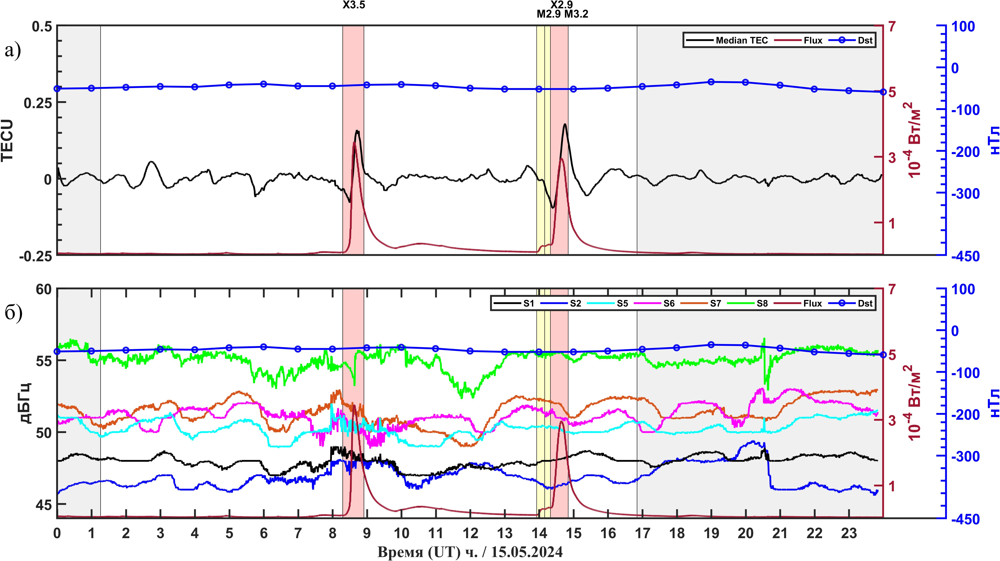 X3.5 X2.9
M2.9 M3.2
а)
0.5
0.25
0
-0.25
TECU
Median TEC Flux Dst
7
5
3
1
10-4 Вт/м2
100
0
-100
-200
-300
-450
нТл
б)
60
55
50
45
дБГц
S1 S2 S5 S6 S7 S8 Flux Dst
7
5
3
1
10-4 Вт/м2
100
0
-100
-200
-300
-450
нТл
0 1 2 3 4 5 6 7 8 9 10 11 12 13 14 15 16 17 18 19 20 21 22 23
Время (UT) ч. / 15.05.2024